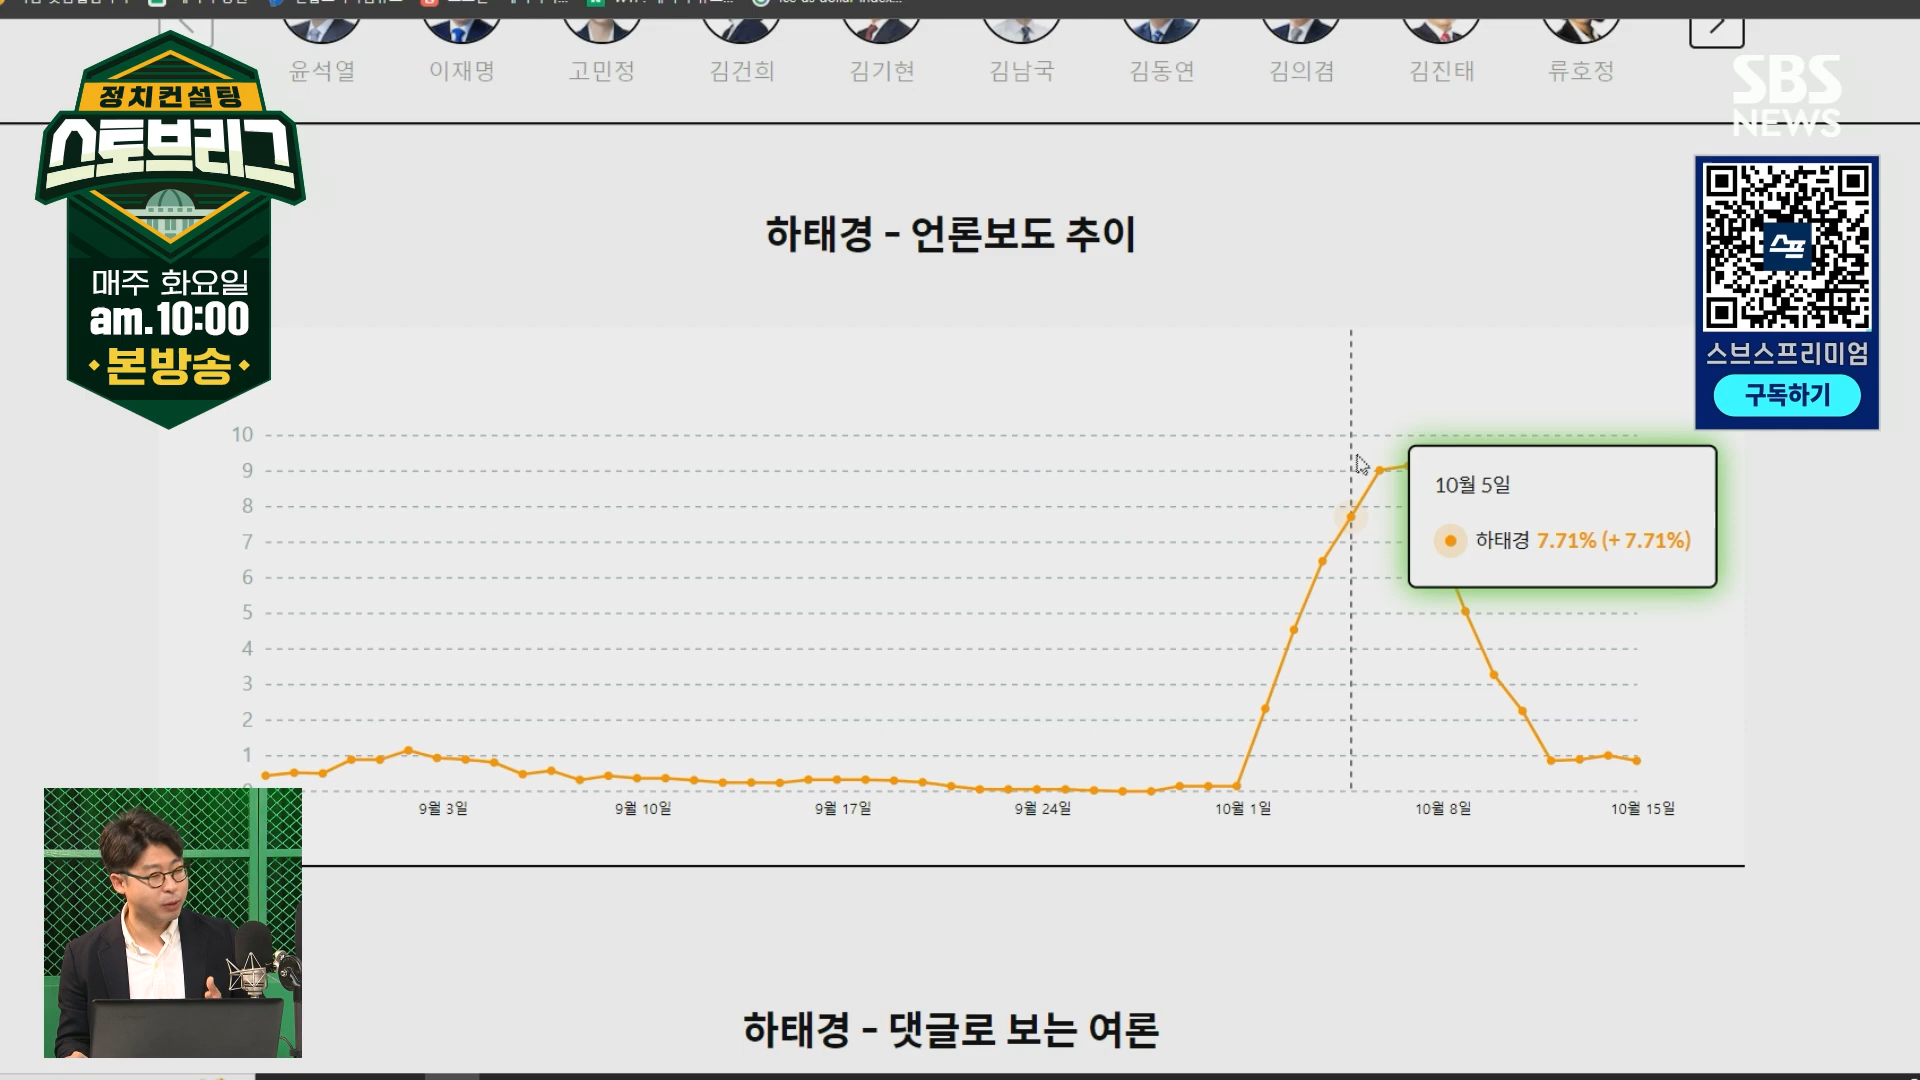 윤석열 이재명 고민정 김건희 김기현 김남국 김동연 김의겸 김진태 류호정
SBS
NEWS
정치컨설팅
스토브리그
매주 화요일
am.10:00
본방송
스브스프리미엄
구독하기
하태경 - 언론보도 추이
10
9
8
7
6
5
4
3
2
1
10월 5일
하태경 7.71% (+ 7.71%)
9월 3일 9월 10일 9월 17일 9월 24일 10월 1일 10월 8일 10월 15일
하태경 - 댓글로 보는 여론